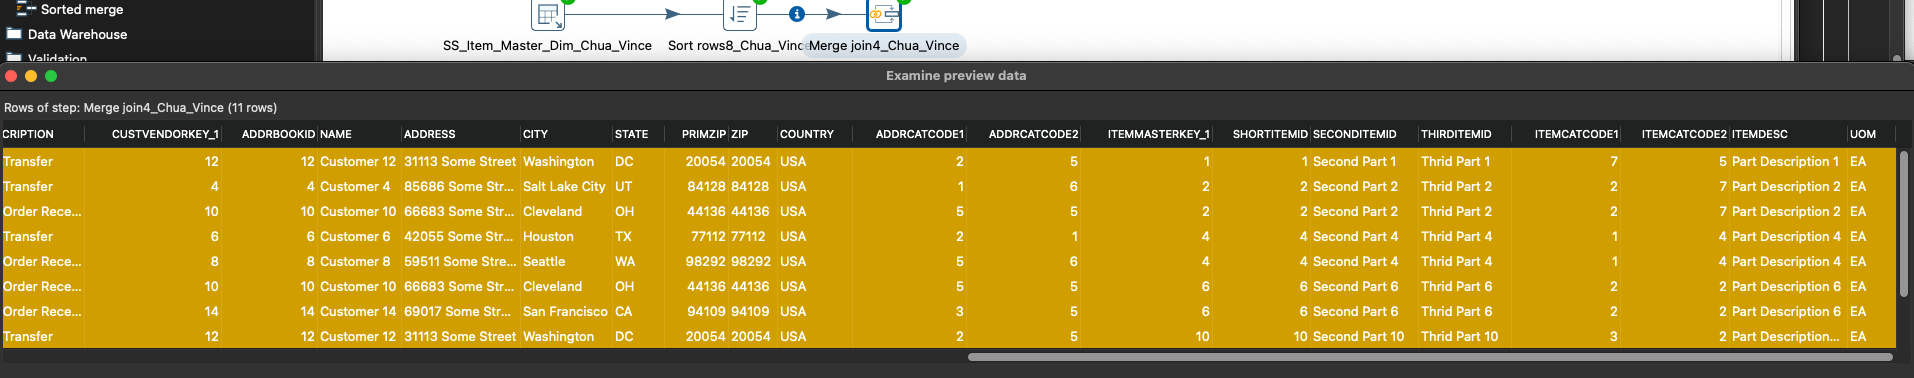 Sorted merge
Data Warehouse
Validation
SS_Item_Master_Dim_Chua_Vince Sort rows8_Chua_Vince Merge join4_Chua_Vince
Examine preview data
Rows of step: Merge join4_Chua_Vince (11 rows)
CRIPTION CUSTVENDORKEY_1 ADDRBOOKID NAME ADDRESS CITY STATE PRIMZIP ZIP COUNTRY ADDRCATCODE1 ADDRCATCODE2 ITEMMASTERKEY_1 SHORTITEMID SECONDITEMID THIRDITEMID ITEMCATCODE1 ITEMCATCODE2 ITEMDESC UOM
Transfer 12 12 Customer 12 31113 Some Street Washington DC 20054 20054 USA 2 5 1 1 Second Part 1 Thrid Part 1 7 5 Part Description 1 EA
Transfer 4 4 Customer 4 85686 Some Str... Salt Lake City UT 84128 84128 USA 1 6 2 2 Second Part 2 Thrid Part 2 2 7 Part Description 2 EA
Order Rece... 10 10 Customer 10 66683 Some Str... Cleveland OH 44136 44136 USA 5 5 2 2 Second Part 2 Thrid Part 2 2 7 Part Description 2 EA
Transfer 6 6 Customer 6 42055 Some Str... Houston TX 77112 77112 USA 2 1 4 4 Second Part 4 Thrid Part 4 1 4 Part Description 4 EA
Order Rece... 8 8 Customer 8 59511 Some Stre... Seattle WA 98292 98292 USA 5 6 4 4 Second Part 4 Thrid Part 4 1 4 Part Description 4 EA
Order Rece... 10 10 Customer 10 66683 Some Str... Cleveland OH 44136 44136 USA 5 5 6 6 Second Part 6 Thrid Part 6 2 2 Part Description 6 EA
Order Rece... 14 14 Customer 14 69017 Some Str... San Francisco CA 94109 94109 USA 3 5 6 6 Second Part 6 Thrid Part 6 2 2 Part Description 6 EA
Transfer 12 12 Customer 12 31113 Some Street Washington DC 20054 20054 USA 2 5 10 10 Second Part 10 Thrid Part 10 3 2 Part Description... EA